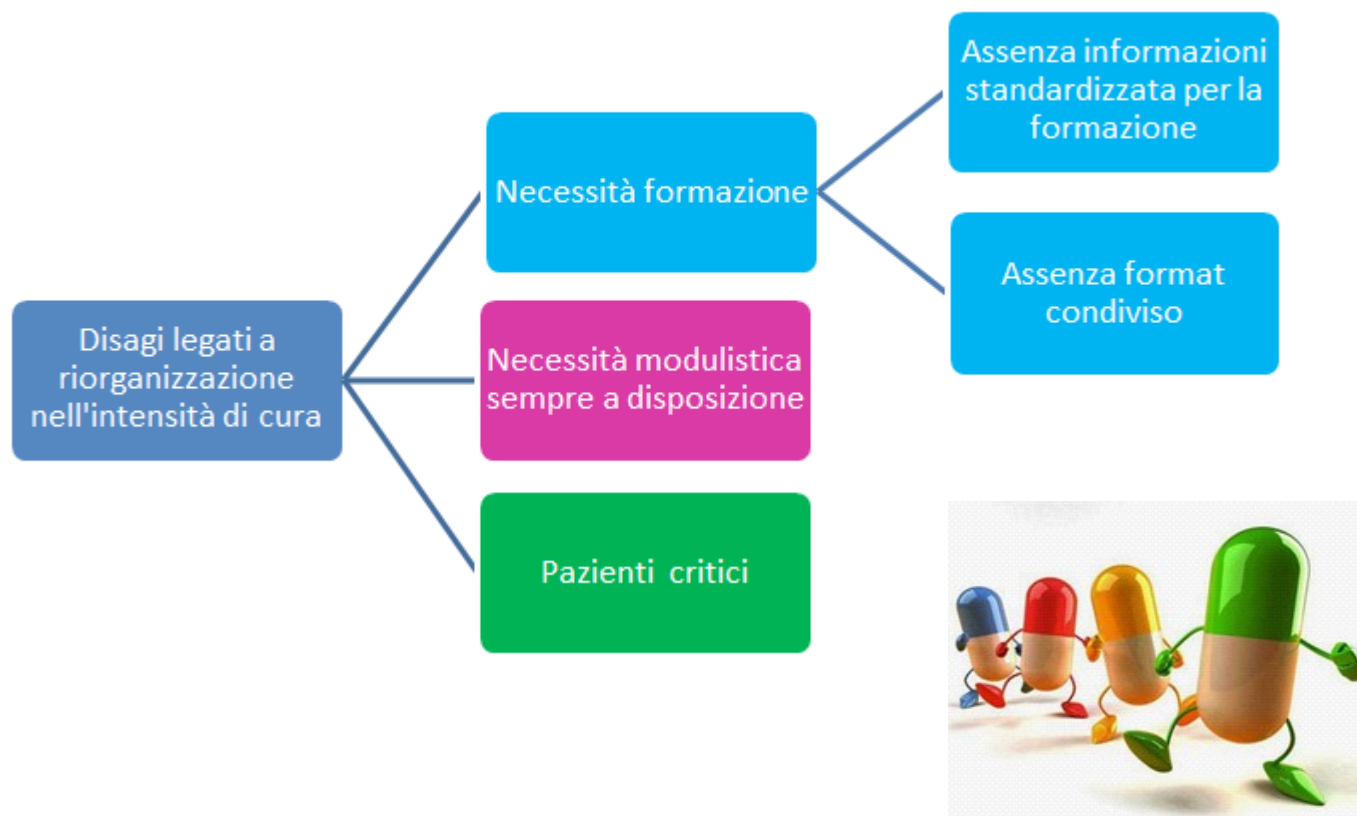 Disagi legati a
riorganizzazione
nell'intensità di cura
Necessità formazione
Assenza informazioni
standardizzata per la
formazione
Assenza format
condiviso
Necessità modulistica
sempre a disposizione
Pazienti critici